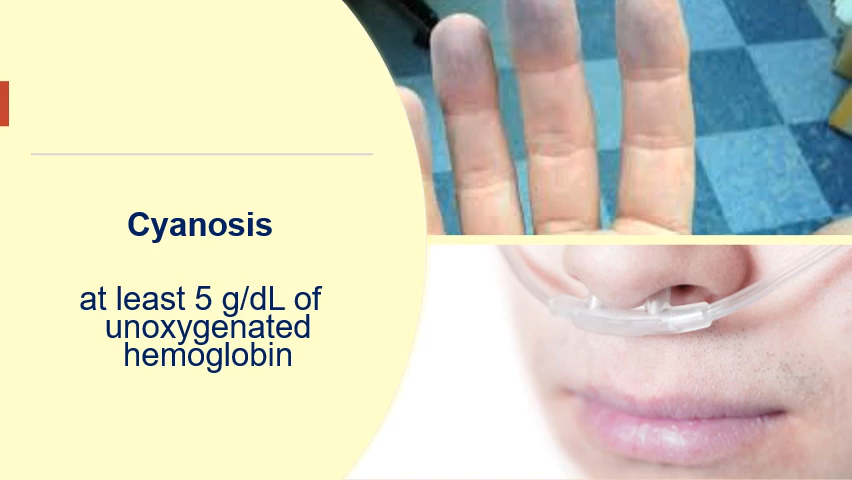 Cyanosis
at least 5 g/dL of
unoxygenated
hemoglobin